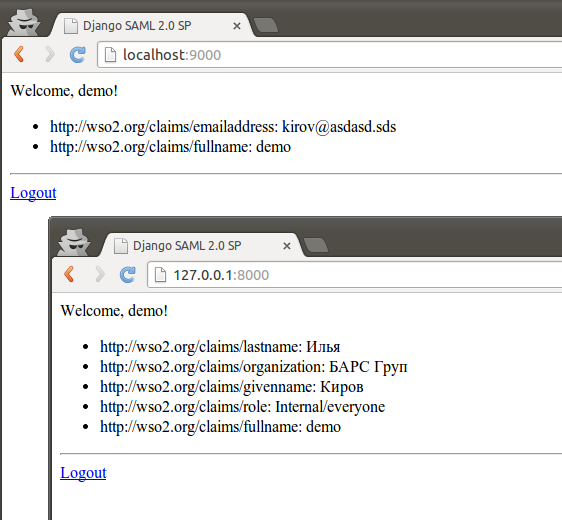 Django SAML 2.0 SP
localhost:9000
Welcome, demo!
http://wso2.org/claims/emailaddress: kirov@asdasd.sds
http://wso2.org/claims/fullname: demo
Logout
Django SAML 2.0 SP
127.0.0.1:8000
Welcome, demo!
http://wso2.org/claims/lastname: Илья
http://wso2.org/claims/organization: БАРС Груп
http://wso2.org/claims/givenname: Киров
http://wso2.org/claims/role: Internal/everyone
http://wso2.org/claims/fullname: demo
Logout